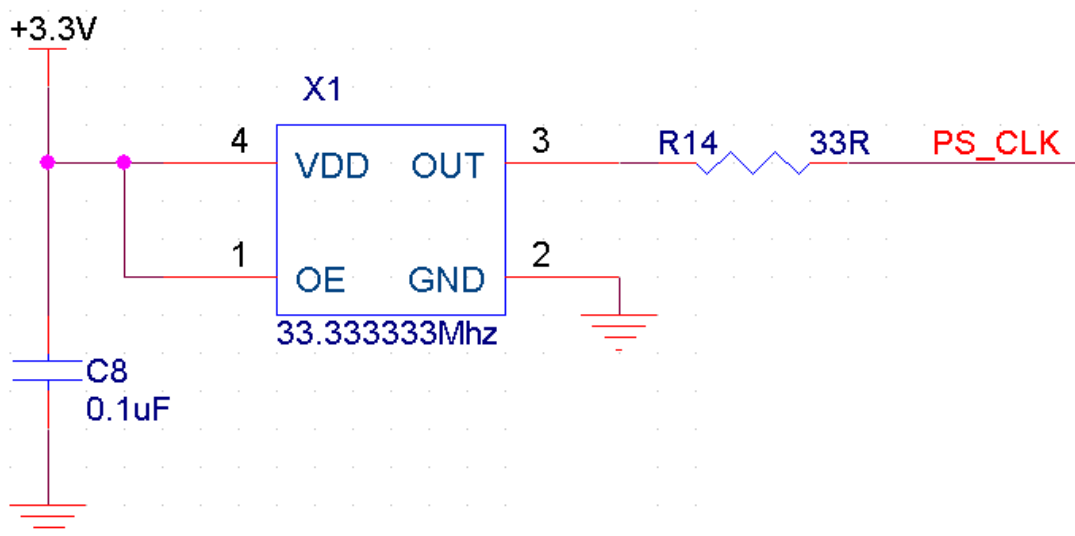 +3.3V
X1
4 VDD OUT 3 R14 33R PS_CLK
1 OE GND 2
33.333333Mhz
C8
0.1uF